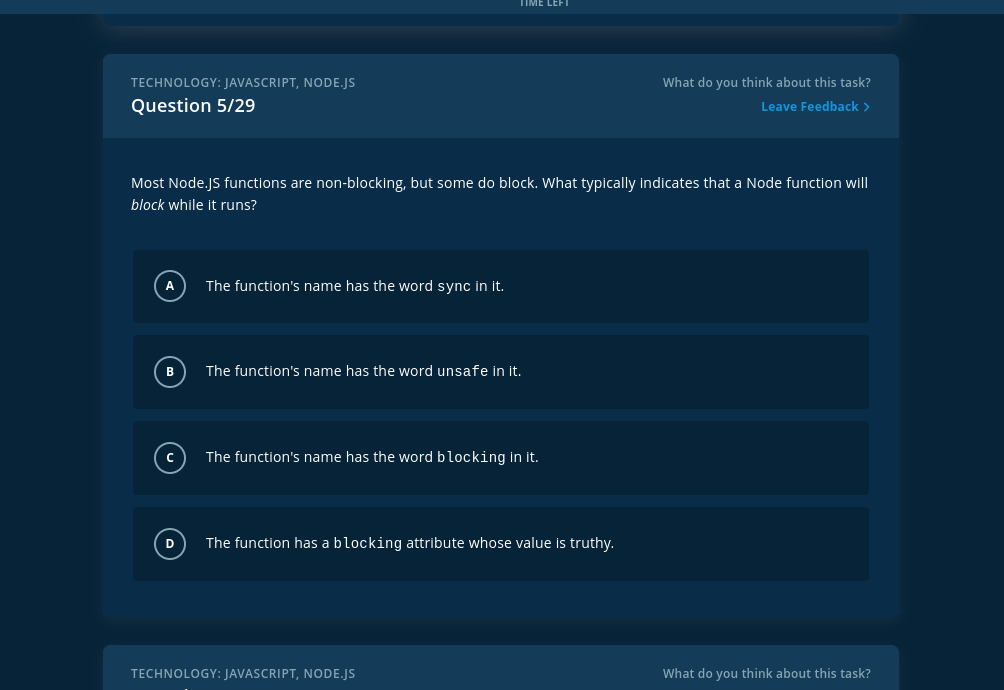 TIME LEFT
TECHNOLOGY: JAVASCRIPT, NODE.JS
What do you think about this task?
Question 5/29
Leave Feedback
Most Node.JS functions are non-blocking, but some do block. What typically indicates that a Node function will
block while it runs?
A The function's name has the word sync in it.
B The function's name has the word unsafe in it.
C The function's name has the word blocking in it.
D The function has a blocking attribute whose value is truthy.
TECHNOLOGY: JAVASCRIPT, NODE.JS
What do you think about this task?